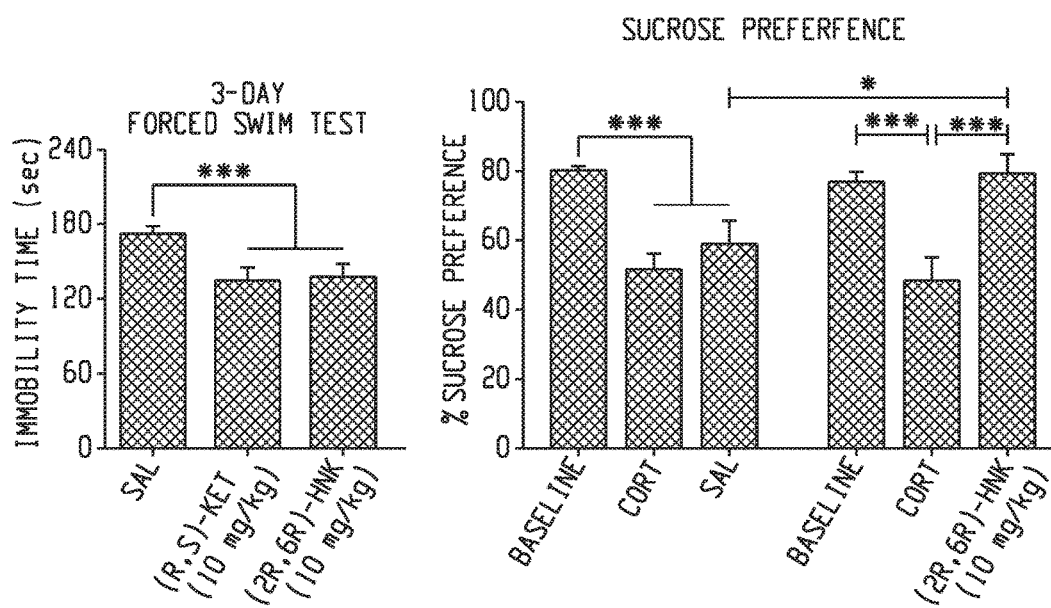 3-DAY
FORCED SWIM TEST
IMMOBILITY TIME (sec)
240
180
120
60
0
***
SAL
(R,S)-KET
(10 mg/kg)
(2R,6R)-HNK
(10 mg/kg)
SUCROSE PREFERFENCE
% SUCROSE PREFERENCE
100
80
60
40
20
0
***
*
***
***
BASELINE
CORT
SAL
BASELINE
CORT
(2R,6R)-HNK
(10 mg/kg)